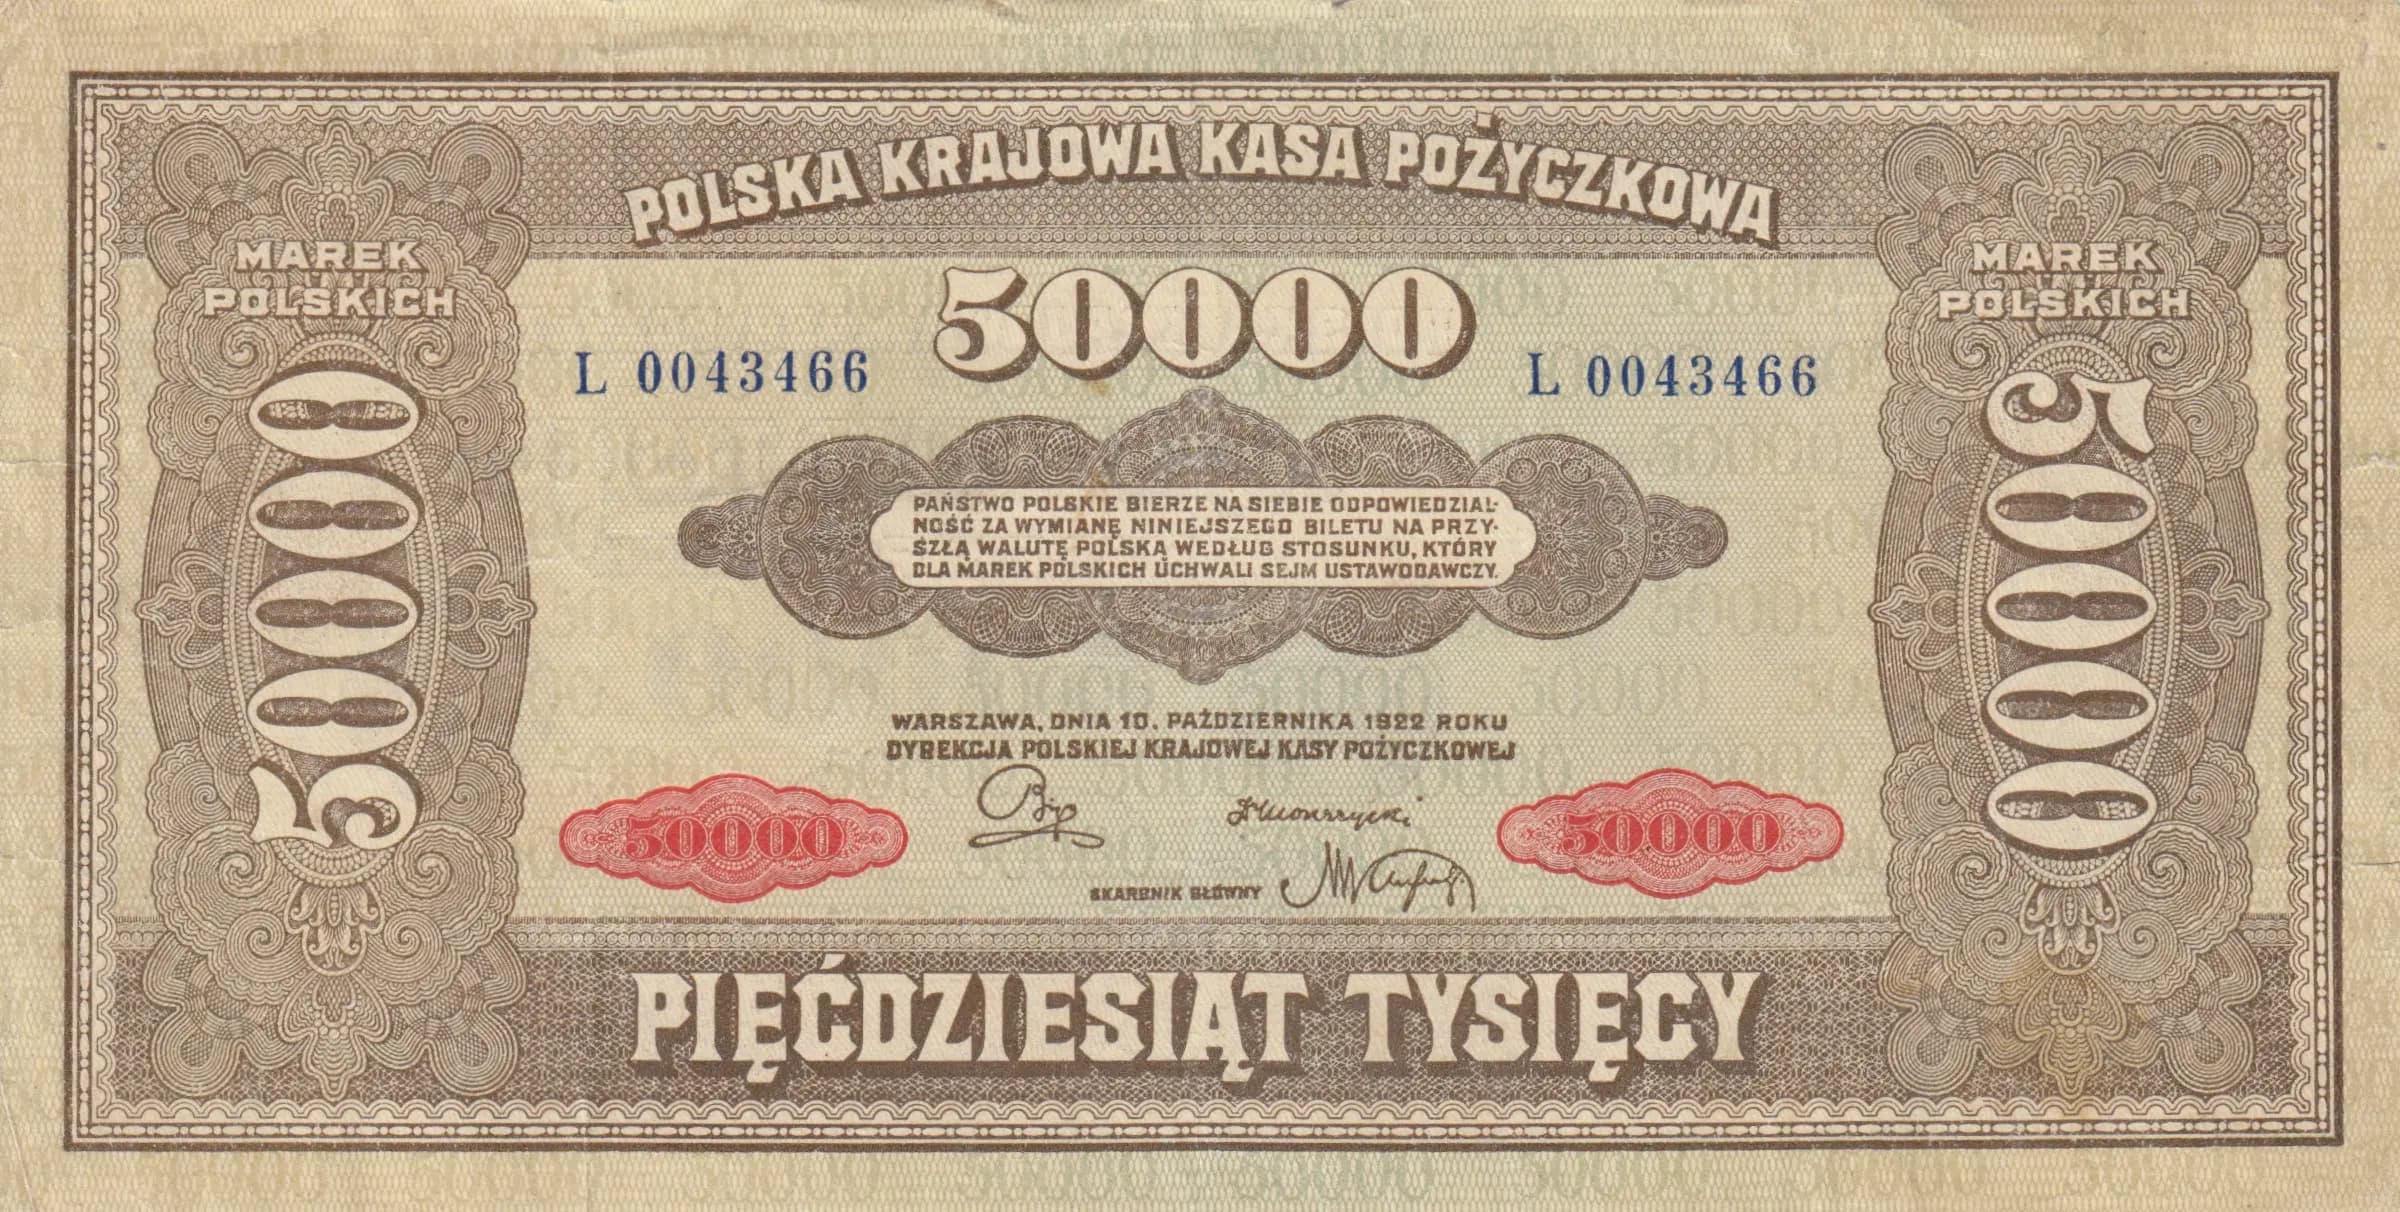 POLSKA KRAJOWA KASA POŻYCZKOWA
MAREK
POLSKICH
MAREK
POLSKICH
50000
L 0043466
L 0043466
50000
50000
PAŃSTWO POLSKIE BIERZE NA SIEBIE ODPOWIEDZIAL-
NOŚĆ ZA WYMIANĘ NINIEJSZEGO BILETU NA PRZY-
SZŁĄ WALUTĘ POLSKĄ WEDŁUG STOSUNKU, KTÓRY
DLA MAREK POLSKICH UCHWALI SEJM USTAWODAWCZY.
WARSZAWA, DNIA 10. PAŹDZIERNIKA 1922 ROKU
DYREKCJA POLSKIEJ KRAJOWEJ KASY POŻYCZKOWEJ
50000
50000
SKARBNIK GŁÓWNY
PIĘĆDZIESIĄT TYSIĘCY